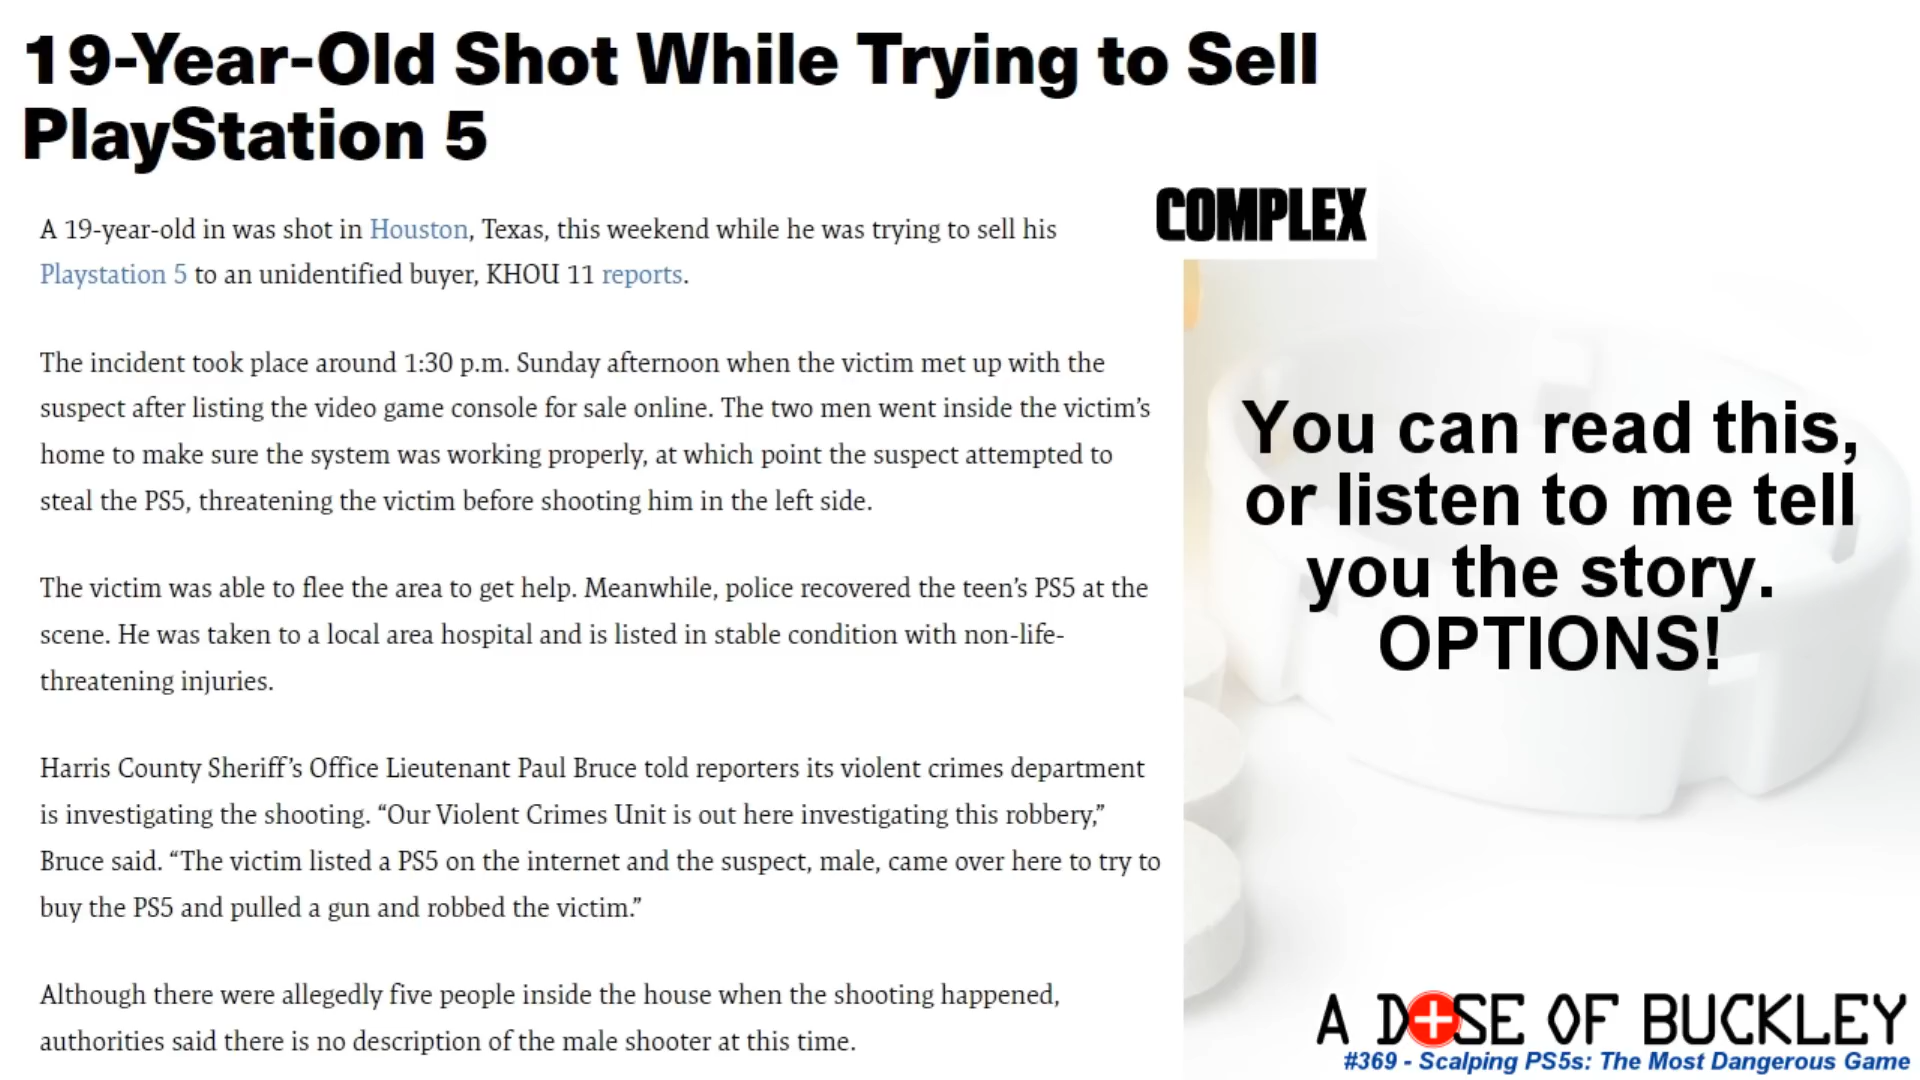 19-Year-Old Shot While Trying to Sell
PlayStation 5
COMPLEX
A 19-year-old in was shot in Houston, Texas, this weekend while he was trying to sell his
Playstation 5 to an unidentified buyer, KHOU 11 reports.
The incident took place around 1:30 p.m. Sunday afternoon when the victim met up with the
suspect after listing the video game console for sale online. The two men went inside the victim’s
home to make sure the system was working properly, at which point the suspect attempted to
steal the PS5, threatening the victim before shooting him in the left side.
The victim was able to flee the area to get help. Meanwhile, police recovered the teen’s PS5 at the
scene. He was taken to a local area hospital and is listed in stable condition with non-life-
threatening injuries.
Harris County Sheriff’s Office Lieutenant Paul Bruce told reporters its violent crimes department
is investigating the shooting. “Our Violent Crimes Unit is out here investigating this robbery,”
Bruce said. “The victim listed a PS5 on the internet and the suspect, male, came over here to try to
buy the PS5 and pulled a gun and robbed the victim.”
Although there were allegedly five people inside the house when the shooting happened,
authorities said there is no description of the male shooter at this time.
You can read this,
or listen to me tell
you the story.
OPTIONS!
A DOSE OF BUCKLEY
#369 - Scalping PS5s: The Most Dangerous Game